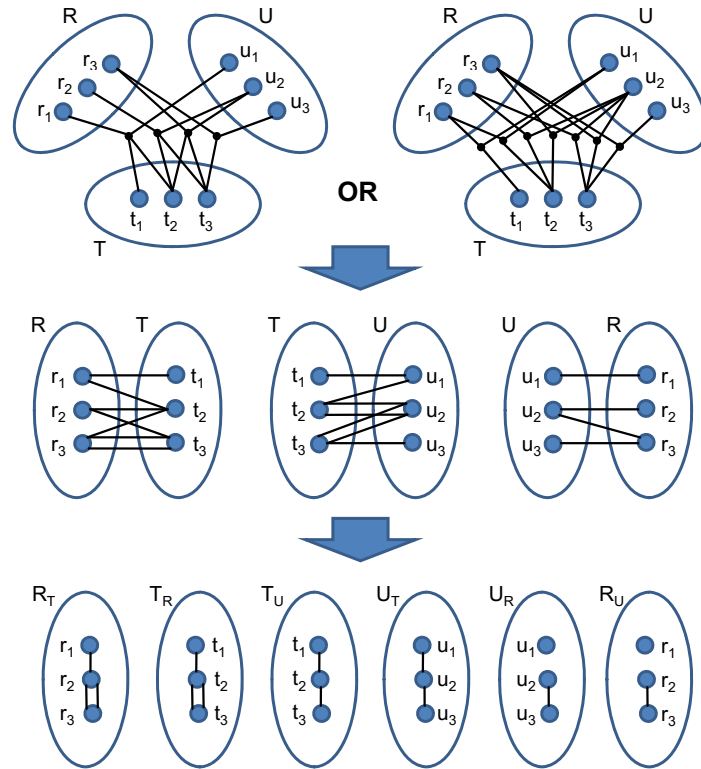 R U R U
r3 u1 r3 u1
r2 u2 r2 u2
r1 u3 r1 u3
OR
t1 t2 t3 t1 t2 t3
T T
R T T U U R
r1 t1 t1 u1 u1 r1
r2 t2 t2 u2 u2 r2
r3 t3 t3 u3 u3 r3
RT TR TU UT UR RU
r1 t1 t1 u1 u1 r1
r2 t2 t2 u2 u2 r2
r3 t3 t3 u3 u3 r3